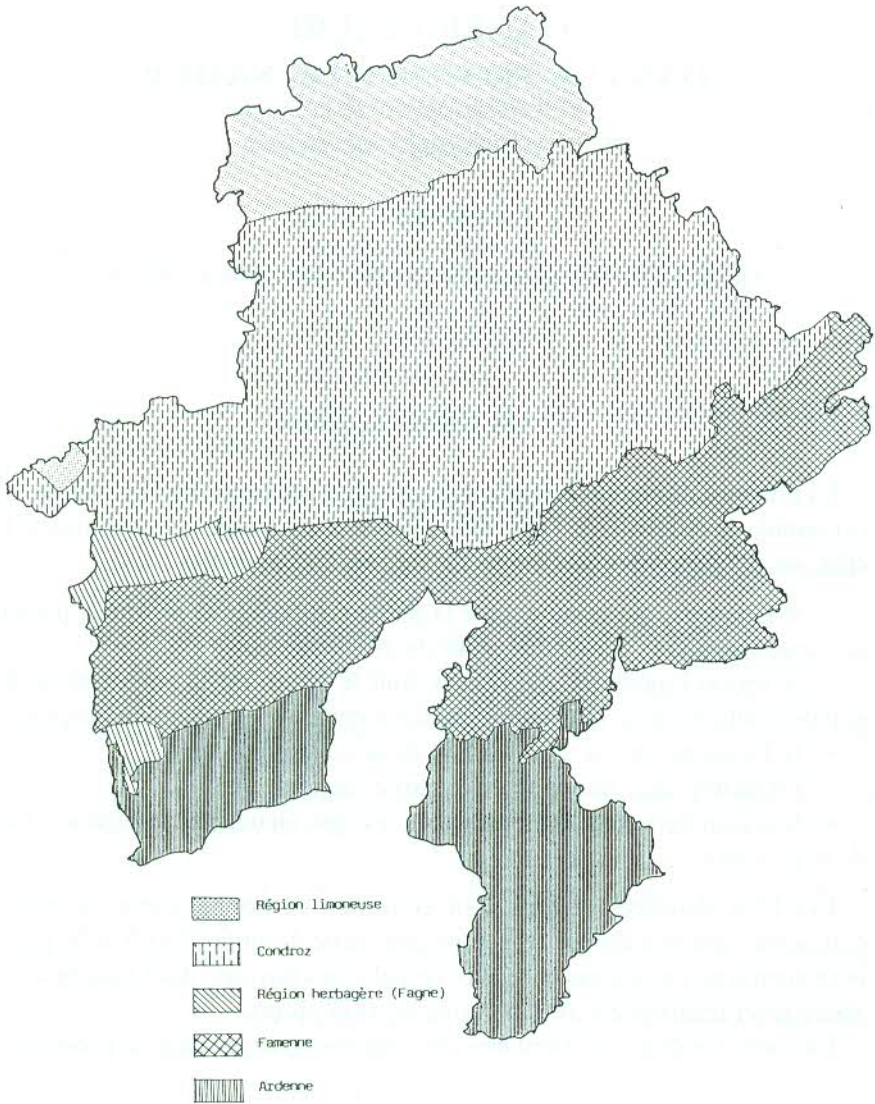 Région limoneuse
Condroz
Région herbagère (Fagne)
Famenne
Ardenne